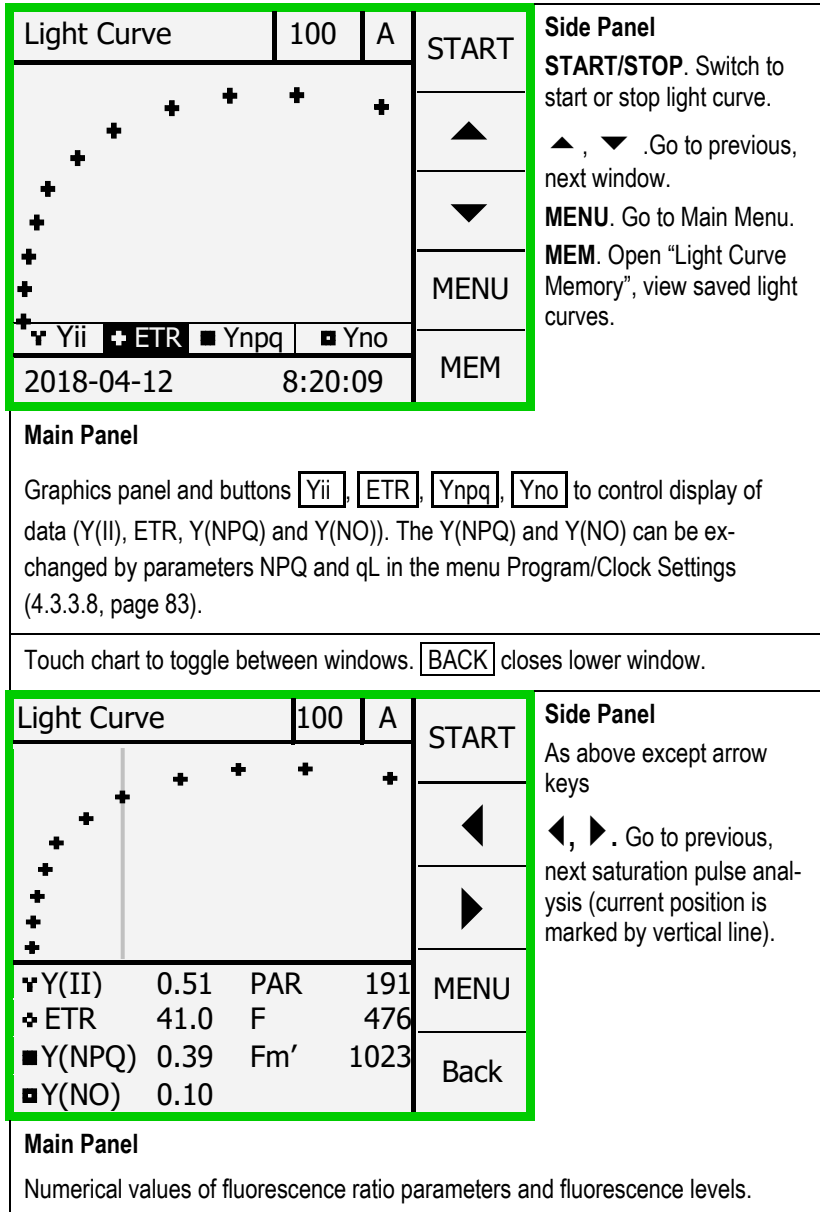 Light Curve 100 A
START
MENU
MEM
Yii ETR Ynpq Yno
2018-04-12 8:20:09
Side Panel
START/STOP. Switch to
start or stop light curve.
▲ , ▼ .Go to previous,
next window.
MENU. Go to Main Menu.
MEM. Open “Light Curve
Memory”, view saved light
curves.
Main Panel
Graphics panel and buttons Yii , ETR, Ynpq, Yno to control display of
data (Y(II), ETR, Y(NPQ) and Y(NO)). The Y(NPQ) and Y(NO) can be ex-
changed by parameters NPQ and qL in the menu Program/Clock Settings
(4.3.3.8, page 83).
Touch chart to toggle between windows. BACK closes lower window.
Light Curve 100 A
START
MENU
Back
Y(II) 0.51 PAR 191
ETR 41.0 F 476
Y(NPQ) 0.39 Fm′ 1023
Y(NO) 0.10
Side Panel
As above except arrow
keys
◀, ▶. Go to previous,
next saturation pulse anal-
ysis (current position is
marked by vertical line).
Main Panel
Numerical values of fluorescence ratio parameters and fluorescence levels.